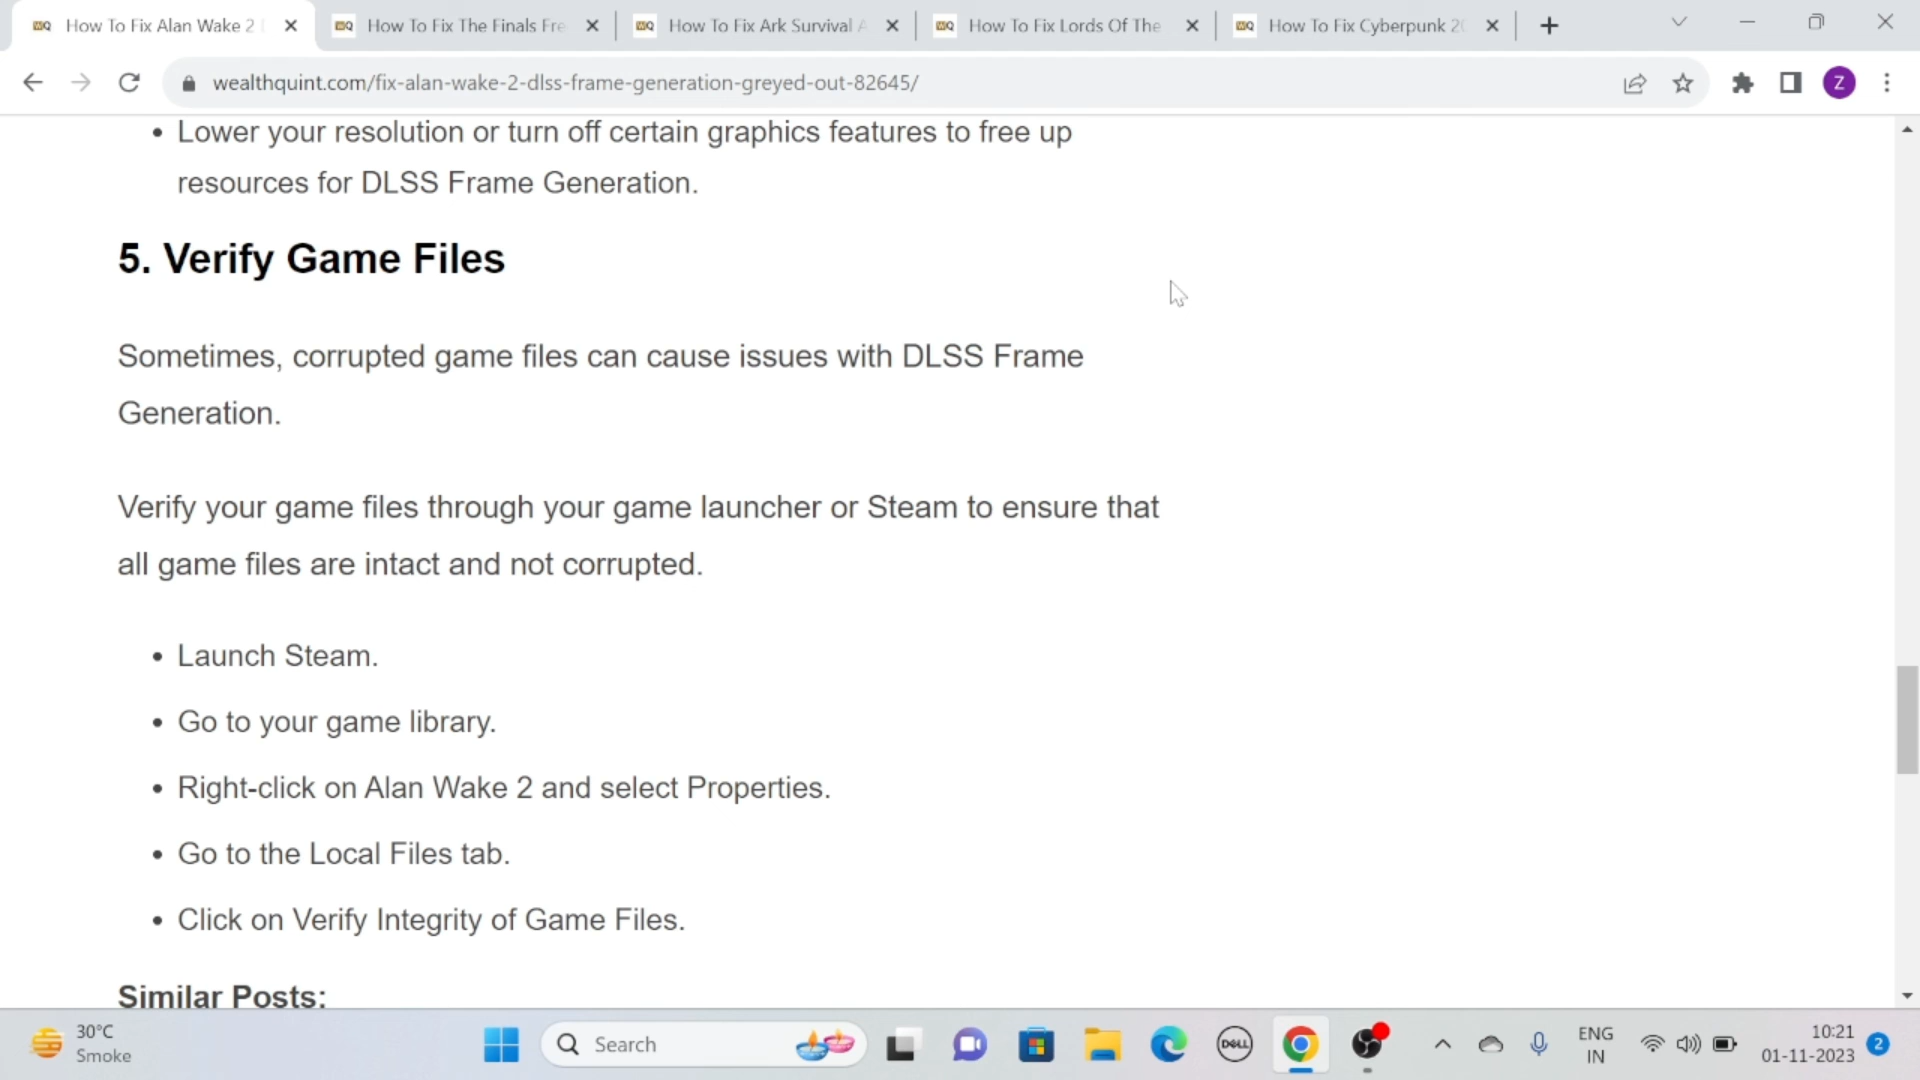 How To Fix Alan Wake 2
How To Fix The Finals Fre
How To Fix Ark Survival A
How To Fix Lords Of The
How To Fix Cyberpunk 20
wealthquint.com/fix-alan-wake-2-dlss-frame-generation-greyed-out-82645/
Z
• Lower your resolution or turn off certain graphics features to free up
resources for DLSS Frame Generation.
5. Verify Game Files
Sometimes, corrupted game files can cause issues with DLSS Frame
Generation.
Verify your game files through your game launcher or Steam to ensure that
all game files are intact and not corrupted.
• Launch Steam.
• Go to your game library.
• Right-click on Alan Wake 2 and select Properties.
• Go to the Local Files tab.
• Click on Verify Integrity of Game Files.
Similar Posts:
30°C
Smoke
Search
DELL
ENG
IN
10:21
01-11-2023
2